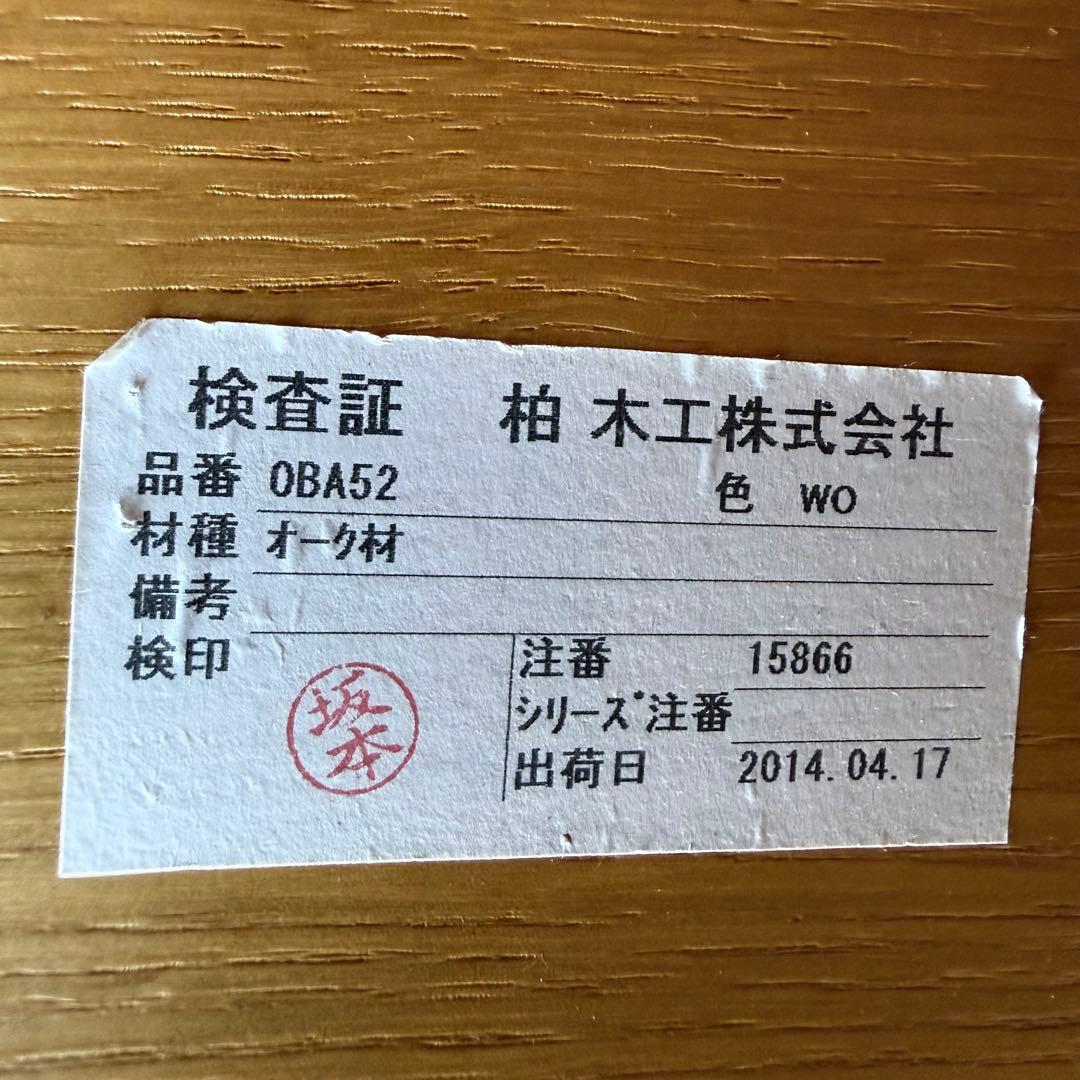 検査証 柏木工株式会社
品番 OBA52 色 WO
材種 オーク材
備考
検印 坂本
注番 15866
シリーズ注番
出荷日 2014.04.17